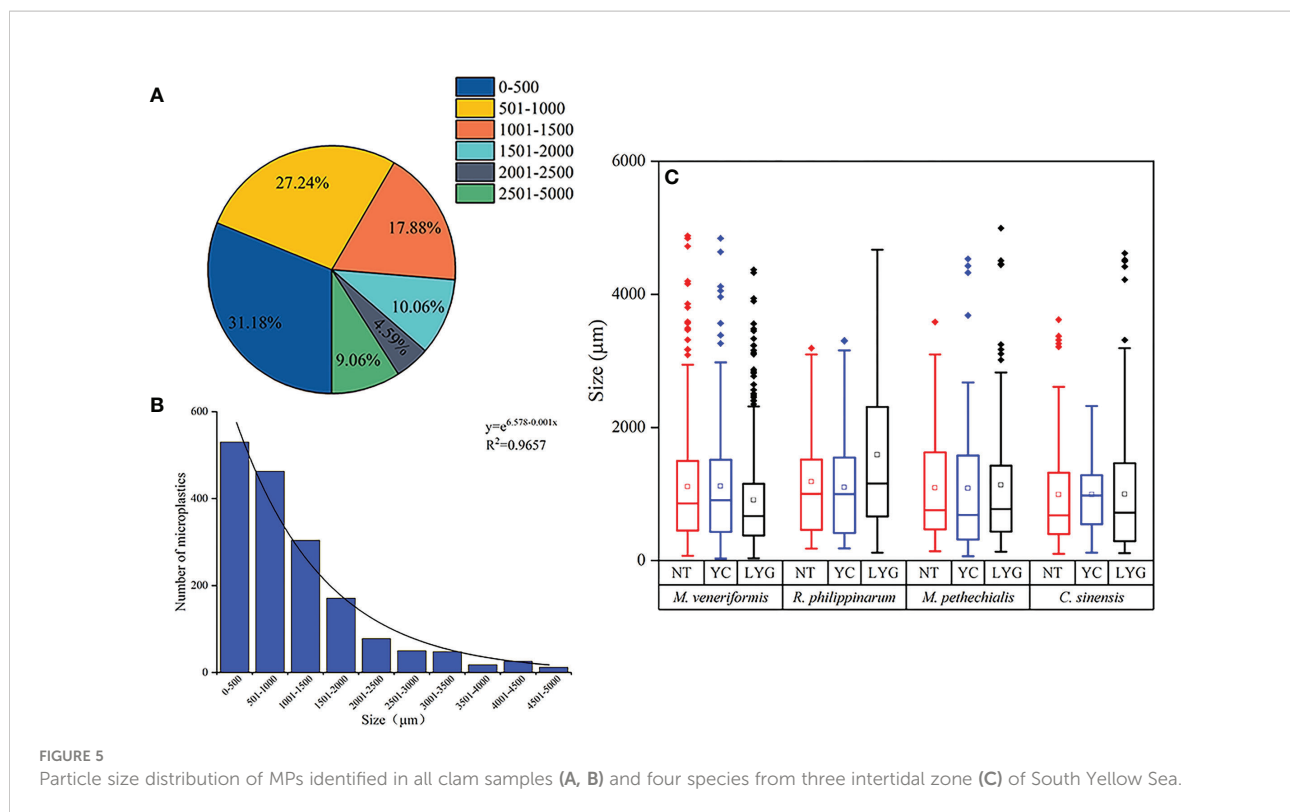 A
0-500
501-1000
1001-1500
1501-2000
2001-2500
2501-5000
27.24%
17.88%
10.06%
4.59%
9.06%
31.18%
B
Number of microplastics
600
400
200
0
y=e^6.578-0.001x
R²=0.9657
0-500
501-1000
1001-1500
1501-2000
2001-2500
2501-3000
3001-3500
3501-4000
4001-4500
4501-5000
Size (μm)
C
Size (μm)
6000
4000
2000
0
NT YC LYG NT YC LYG NT YC LYG NT YC LYG
M. veneriformis R. philippinarum M. pethechialis C. sinensis
FIGURE 5
Particle size distribution of MPs identified in all clam samples (A, B) and four species from three intertidal zone (C) of South Yellow Sea.